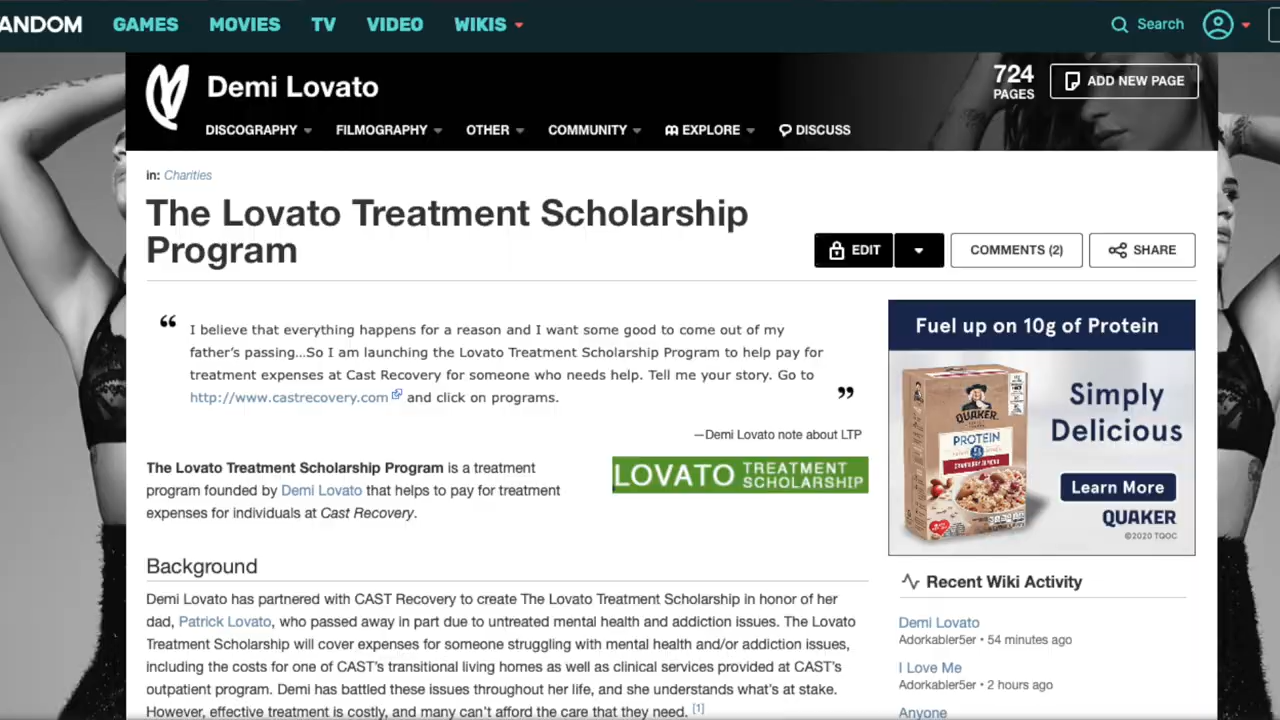 ANDOM GAMES MOVIES TV VIDEO WIKIS Search
Demi Lovato
724
PAGES
ADD NEW PAGE
DISCOGRAPHY FILMOGRAPHY OTHER COMMUNITY EXPLORE DISCUSS
in: Charities
The Lovato Treatment Scholarship
Program
EDIT COMMENTS (2) SHARE
“ I believe that everything happens for a reason and I want some good to come out of my
father’s passing...So I am launching the Lovato Treatment Scholarship Program to help pay for
treatment expenses at Cast Recovery for someone who needs help. Tell me your story. Go to
http://www.castrecovery.com and click on programs. ”
—Demi Lovato note about LTP
The Lovato Treatment Scholarship Program is a treatment
program founded by Demi Lovato that helps to pay for treatment
expenses for individuals at Cast Recovery.
LOVATO TREATMENT
SCHOLARSHIP
Background
Demi Lovato has partnered with CAST Recovery to create The Lovato Treatment Scholarship in honor of her
dad, Patrick Lovato, who passed away in part due to untreated mental health and addiction issues. The Lovato
Treatment Scholarship will cover expenses for someone struggling with mental health and/or addiction issues,
including the costs for one of CAST’s transitional living homes as well as clinical services provided at CAST’s
outpatient program. Demi has battled these issues throughout her life, and she understands what’s at stake.
However, effective treatment is costly, and many can’t afford the care that they need. [1]
Fuel up on 10g of Protein
QUAKER
PROTEIN
Simply
Delicious
Learn More
QUAKER
©2020 TQOC
Recent Wiki Activity
Demi Lovato
Adorkabler5er • 54 minutes ago
I Love Me
Adorkabler5er • 2 hours ago
Anyone